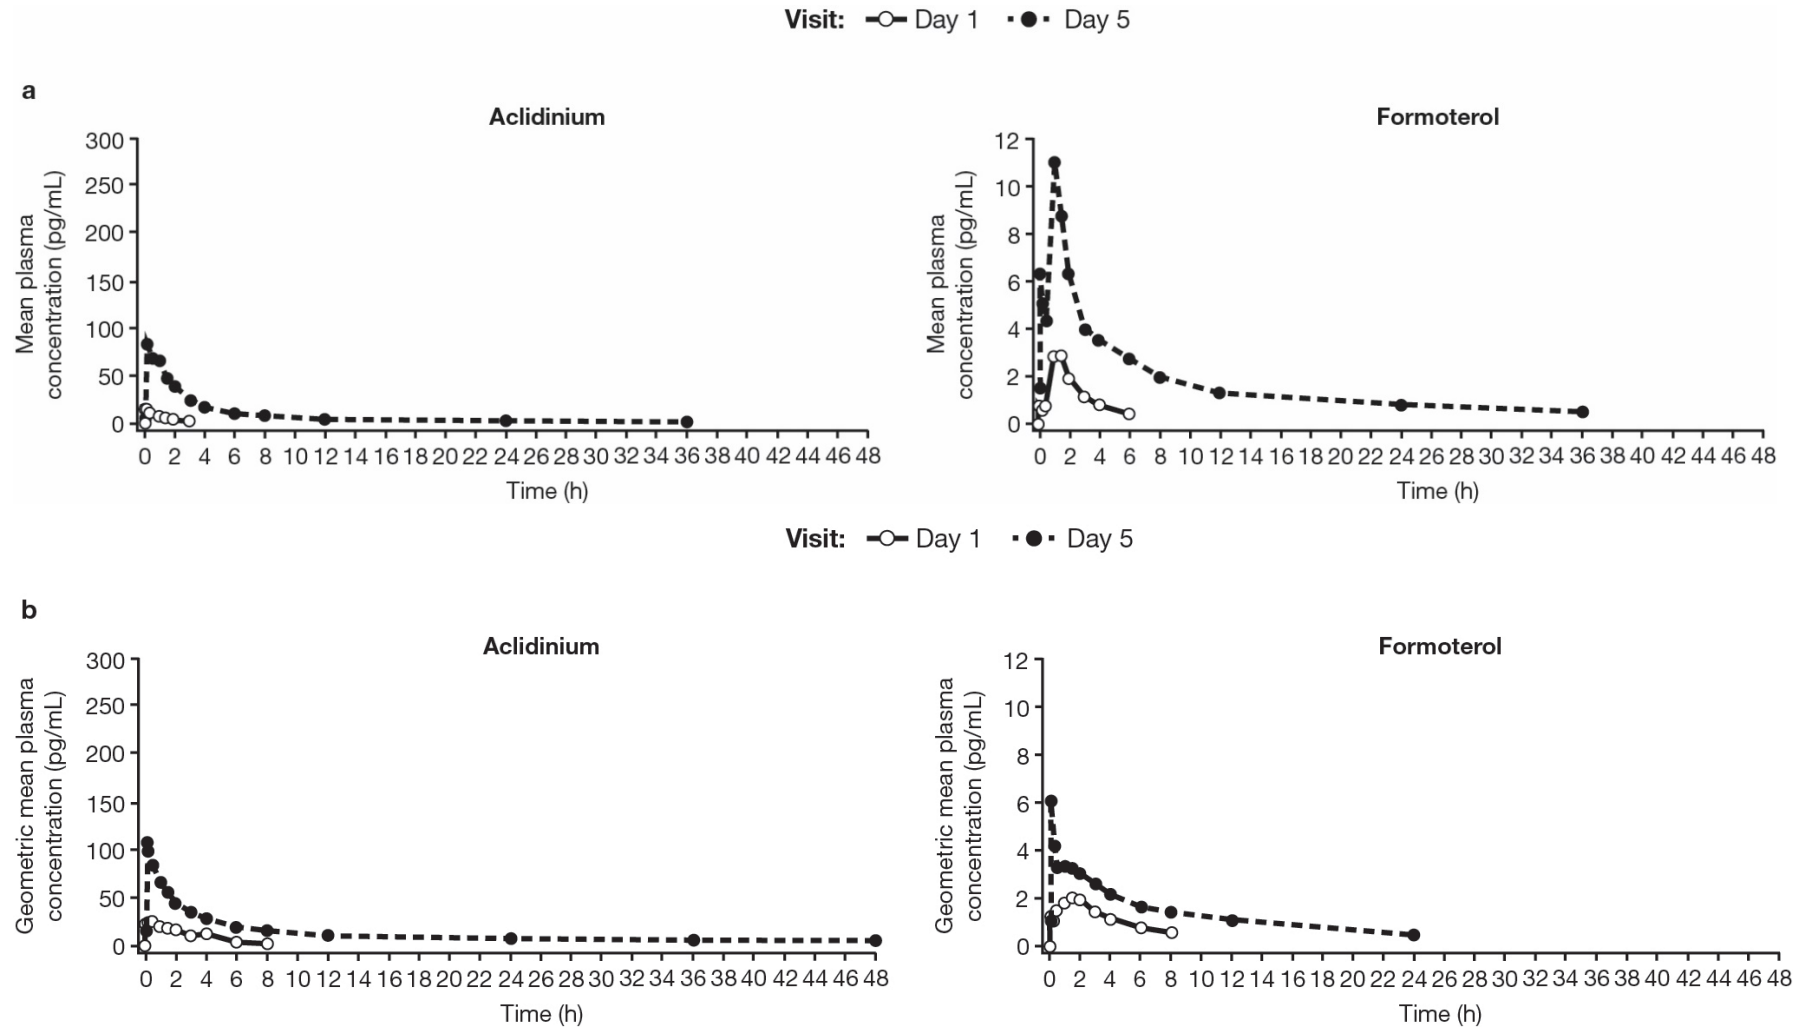 Visit: Day 1 Day 5
a
Aclidinium
300
250
200
150
100
50
0
Mean plasma
concentration (pg/mL)
0 2 4 6 8 10 12 14 16 18 20 22 24 26 28 30 32 34 36 38 40 42 44 46 48
Time (h)
Formoterol
12
10
8
6
4
2
0
Mean plasma
concentration (pg/mL)
0 2 4 6 8 10 12 14 16 18 20 22 24 26 28 30 32 34 36 38 40 42 44 46 48
Time (h)
Visit: Day 1 Day 5
b
Aclidinium
300
250
200
150
100
50
0
Geometric mean plasma
concentration (pg/mL)
0 2 4 6 8 10 12 14 16 18 20 22 24 26 28 30 32 34 36 38 40 42 44 46 48
Time (h)
Formoterol
12
10
8
6
4
2
0
Geometric mean plasma
concentration (pg/mL)
0 2 4 6 8 10 12 14 16 18 20 22 24 26 28 30 32 34 36 38 40 42 44 46 48
Time (h)